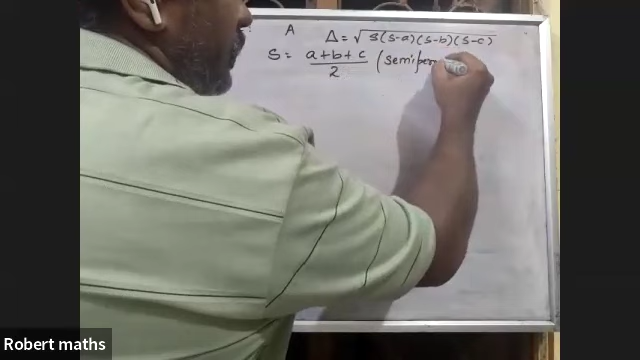 A
Δ = √s(s-a)(s-b)(s-c)
S = a+b+c/2 (semiper
Robert maths